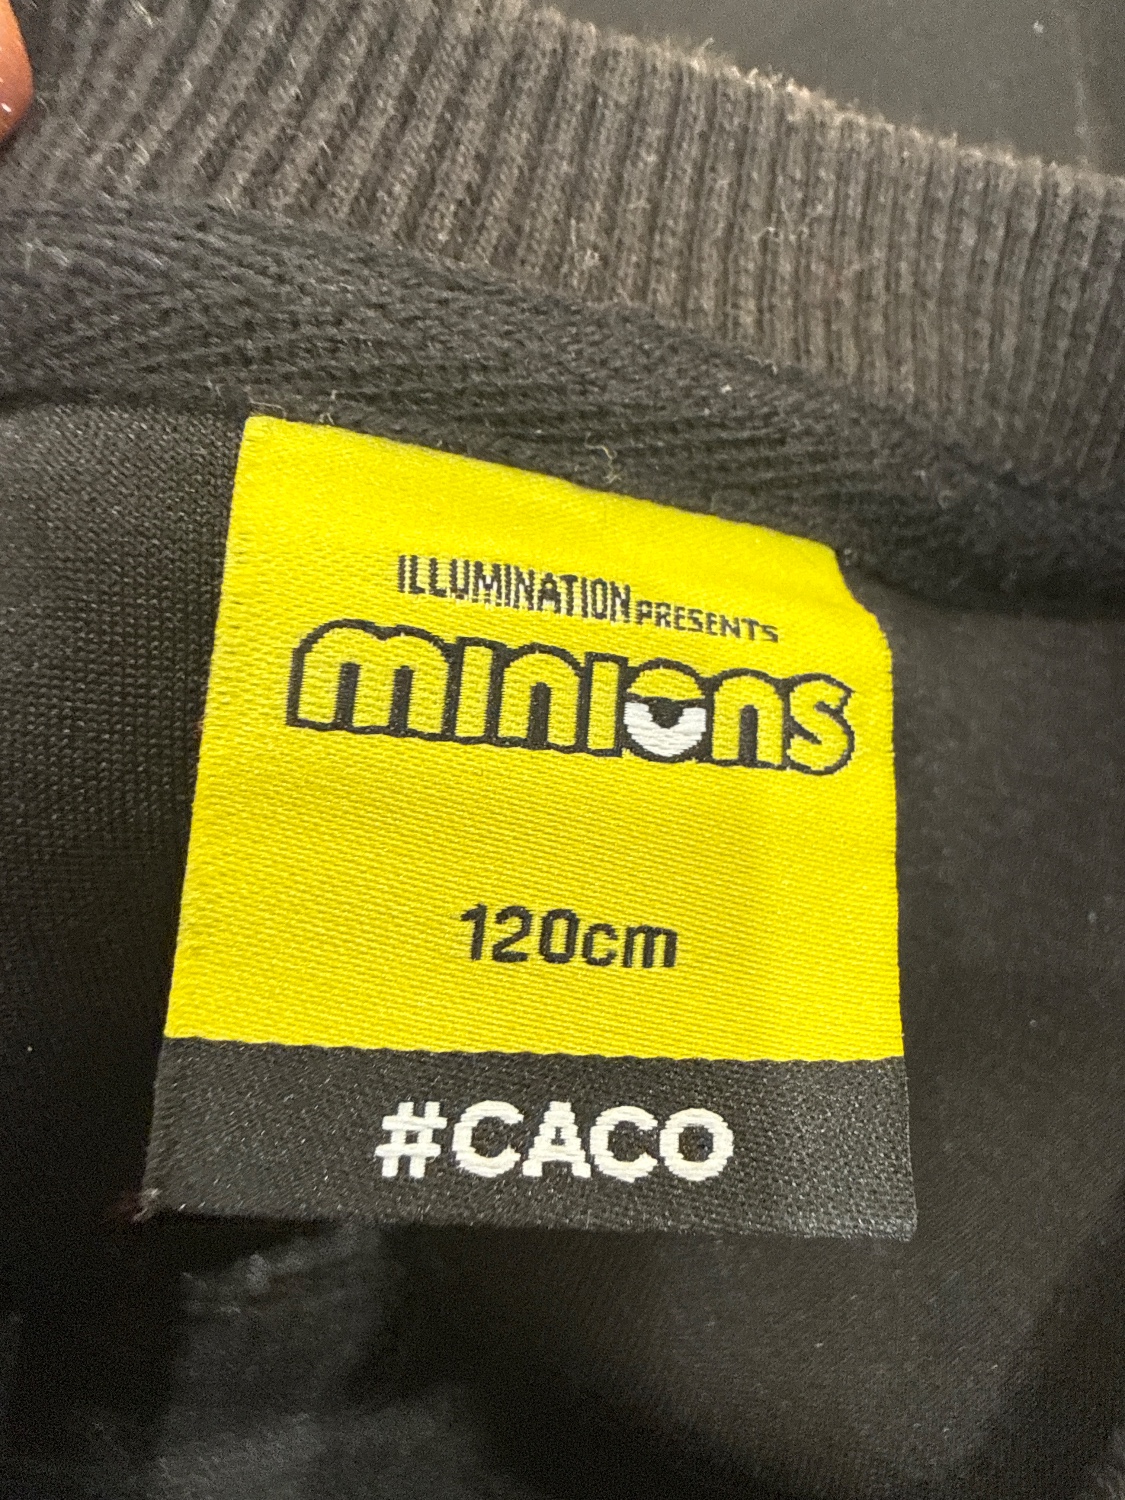 ILLUMINATION PRESENTS
minions
120cm
#CACO